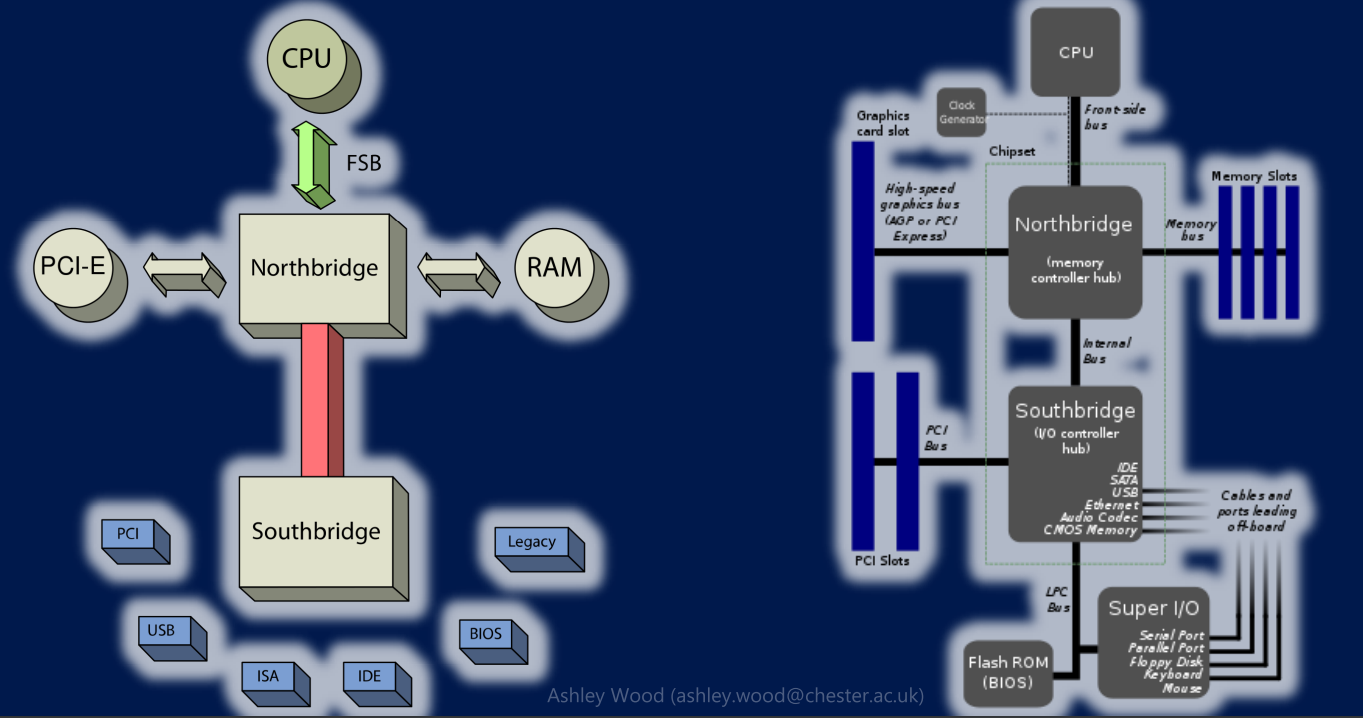 CPU
FSB
PCI-E
Northbridge
RAM
Southbridge
PCI
Legacy
USB
BIOS
ISA
IDE
CPU
Clock
Generator
Front-side
bus
Graphics
card slot
Chipset
High-speed
graphics bus
(AGP or PCI
Express)
Northbridge
(memory
controller hub)
Memory
bus
Memory Slots
Internal
Bus
Southbridge
(I/O controller
hub)
PCI
Bus
IDE
SATA
USB
Ethernet
Audio Codec
CMOS Memory
Cables and
ports leading
off-board
PCI Slots
LPC
Bus
Super I/O
Serial Port
Parallel Port
Floppy Disk
Keyboard
Mouse
Flash ROM
(BIOS)
Ashley Wood (ashley.wood@chester.ac.uk)